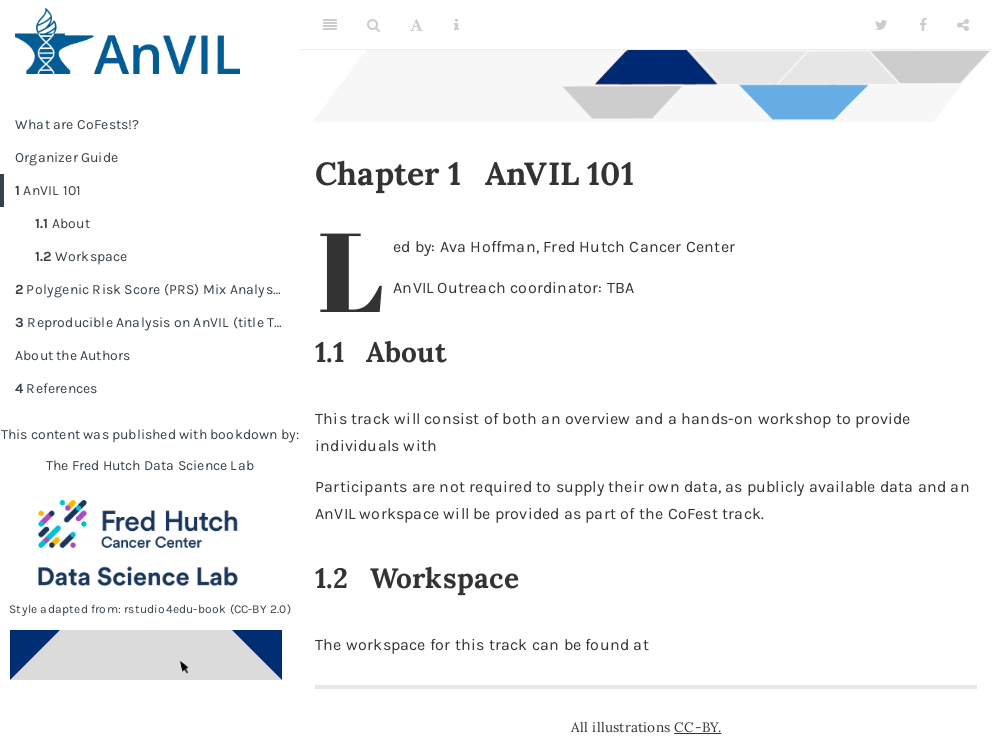 AnVIL
What are CoFests!?
Organizer Guide
1 AnVIL 101
1.1 About
1.2 Workspace
2 Polygenic Risk Score (PRS) Mix Analys...
3 Reproducible Analysis on AnVIL (title T...
About the Authors
4 References
This content was published with bookdown by:
The Fred Hutch Data Science Lab
Fred Hutch
Cancer Center
Data Science Lab
Style adapted from: rstudio4edu-book (CC-BY 2.0)
Chapter 1 AnVIL 101
Led by: Ava Hoffman, Fred Hutch Cancer Center
AnVIL Outreach coordinator: TBA
1.1 About
This track will consist of both an overview and a hands-on workshop to provide
individuals with
Participants are not required to supply their own data, as publicly available data and an
AnVIL workspace will be provided as part of the CoFest track.
1.2 Workspace
The workspace for this track can be found at
All illustrations CC-BY.